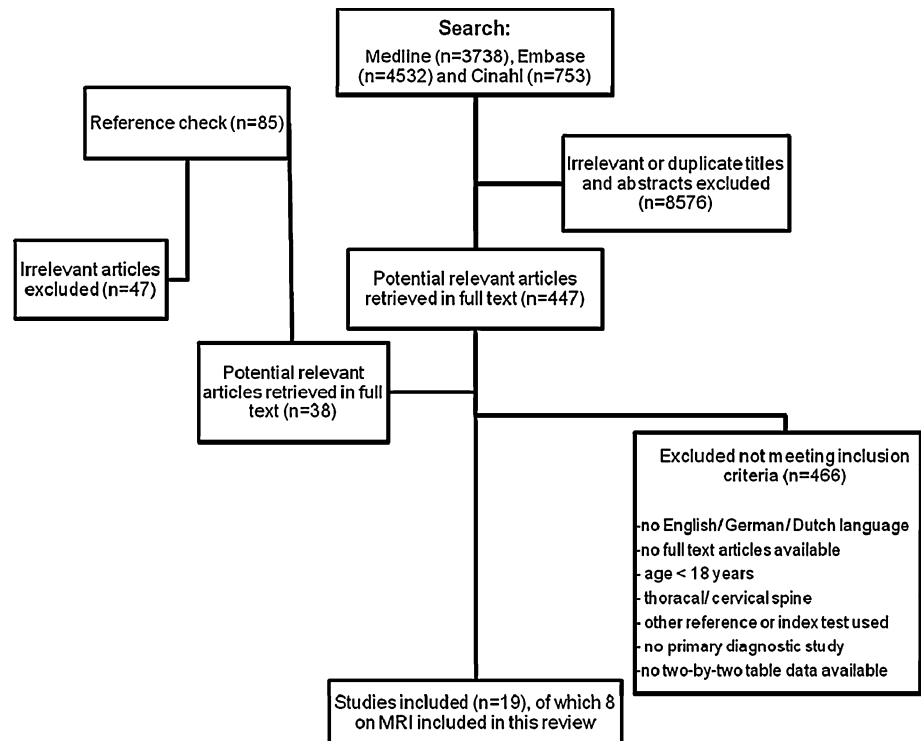 Search:
Medline (n=3738), Embase
(n=4532) and Cinahl (n=753)
Reference check (n=85)
Irrelevant or duplicate titles
and abstracts excluded
(n=8576)
Irrelevant articles
excluded (n=47)
Potential relevant articles
retrieved in full text (n=447)
Potential relevant
articles retrieved in full
text (n=38)
Excluded not meeting inclusion
criteria (n=466)
-no English/German/Dutch language
-no full text articles available
- age < 18 years
- thoracal/ cervical spine
- other reference or index test used
- no primary diagnostic study
-no two-by-two table data available
Studies included (n=19), of which 8
on MRI included in this review